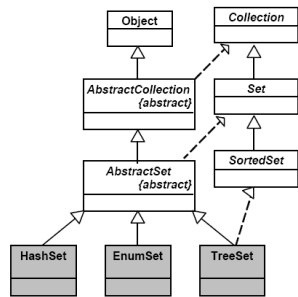 Object
Collection
AbstractCollection
{abstract}
Set
AbstractSet
{abstract}
SortedSet
HashSet
EnumSet
TreeSet